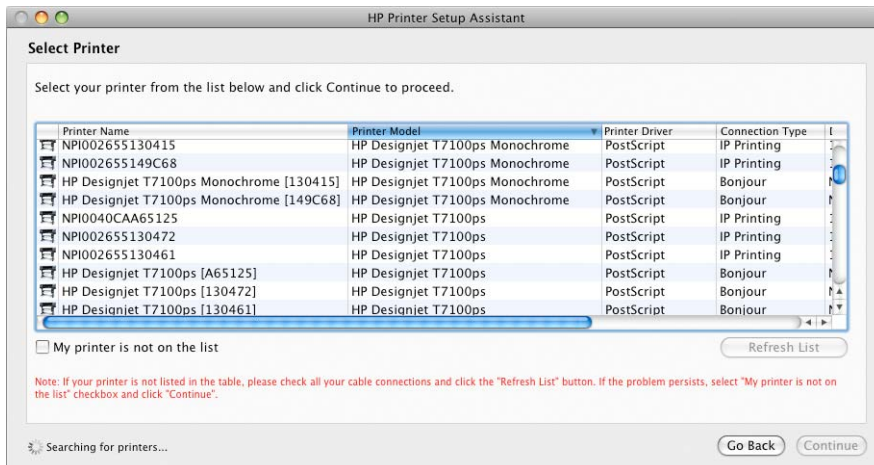 HP Printer Setup Assistant
Select Printer
Select your printer from the list below and click Continue to proceed.
Printer Name Printer Model Printer Driver Connection Type
NPI002655130415 HP Designjet T7100ps Monochrome PostScript IP Printing
NPI002655149C68 HP Designjet T7100ps Monochrome PostScript IP Printing
HP Designjet T7100ps Monochrome [130415] HP Designjet T7100ps Monochrome PostScript Bonjour
HP Designjet T7100ps Monochrome [149C68] HP Designjet T7100ps Monochrome PostScript Bonjour
NPI0040CAA65125 HP Designjet T7100ps PostScript IP Printing
NPI002655130472 HP Designjet T7100ps PostScript IP Printing
NPI002655130461 HP Designjet T7100ps PostScript IP Printing
HP Designjet T7100ps [A65125] HP Designjet T7100ps PostScript Bonjour
HP Designjet T7100ps [130472] HP Designjet T7100ps PostScript Bonjour
HP Designjet T7100ps [130461] HP Designjet T7100ps PostScript Bonjour
My printer is not on the list
Refresh List
Note: If your printer is not listed in the table, please check all your cable connections and click the "Refresh List" button. If the problem persists, select "My printer is not on
the list" checkbox and click "Continue".
Searching for printers...
Go Back Continue